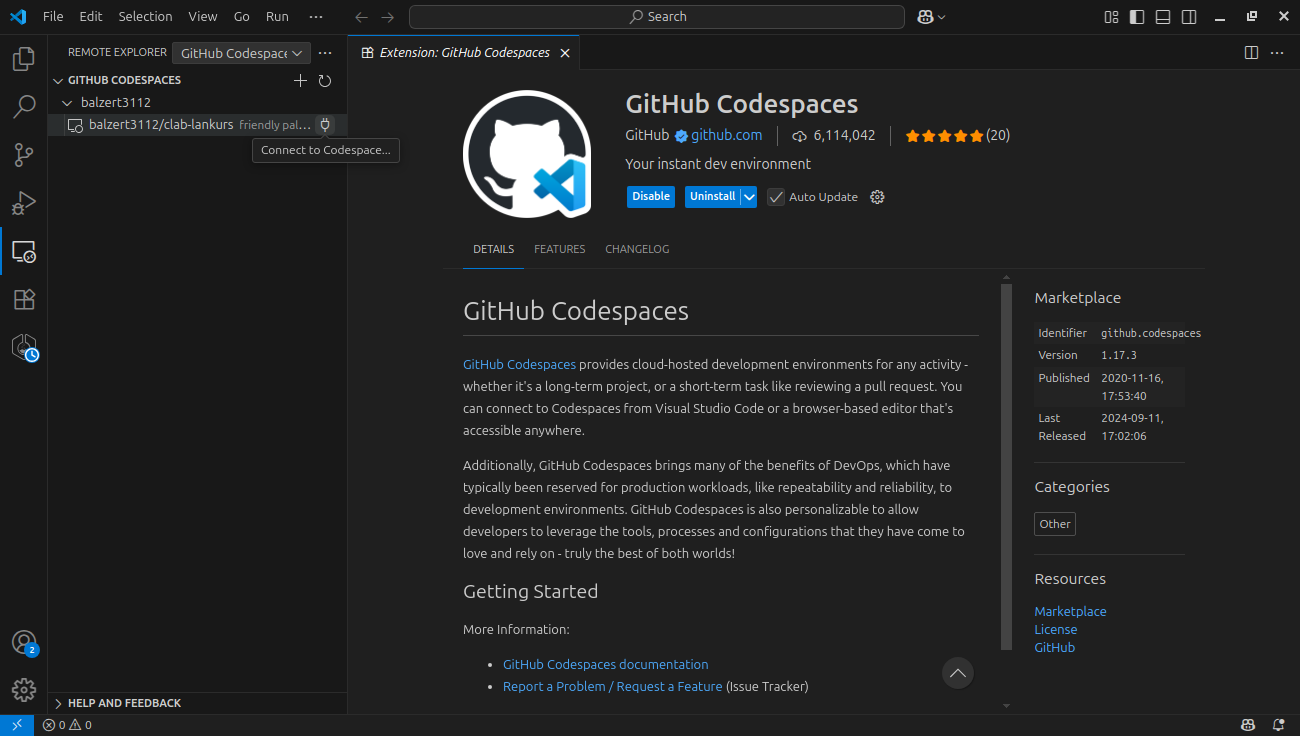 File Edit Selection View Go Run ···
Search
REMOTE EXPLORER GitHub Codespace ···
GITHUB CODESPACES
balzert3112
balzert3112/clab-lankurs friendly pal...
Connect to Codespace...
HELP AND FEEDBACK
Extension: GitHub Codespaces
GitHub Codespaces
GitHub github.com 6,114,042 (20)
Your instant dev environment
Disable Uninstall Auto Update
DETAILS FEATURES CHANGELOG
GitHub Codespaces
GitHub Codespaces provides cloud-hosted development environments for any activity -
whether it's a long-term project, or a short-term task like reviewing a pull request. You
can connect to Codespaces from Visual Studio Code or a browser-based editor that's
accessible anywhere.
Additionally, GitHub Codespaces brings many of the benefits of DevOps, which have
typically been reserved for production workloads, like repeatability and reliability, to
development environments. GitHub Codespaces is also personalizable to allow
developers to leverage the tools, processes and configurations that they have come to
love and rely on - truly the best of both worlds!
Getting Started
More Information:
• GitHub Codespaces documentation
• Report a Problem / Request a Feature (Issue Tracker)
Marketplace
Identifier github.codespaces
Version 1.17.3
Published 2020-11-16,
17:53:40
Last 2024-09-11,
Released 17:02:06
Categories
Other
Resources
Marketplace
License
GitHub
2
0 0